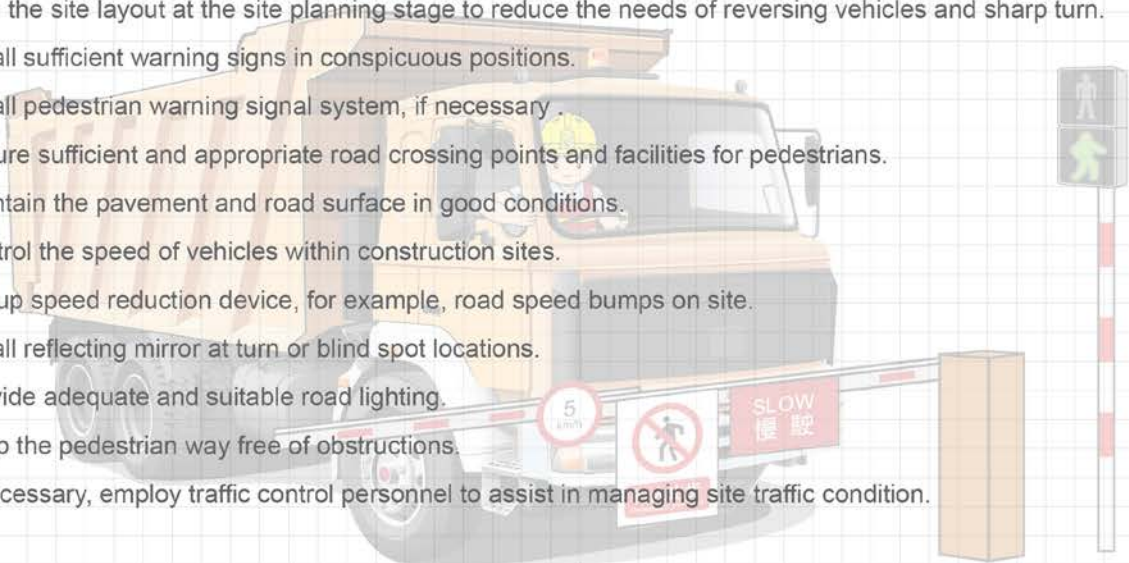 the site layout at the site planning stage to reduce the needs of reversing vehicles and sharp turn.
all sufficient warning signs in conspicuous positions.
all pedestrian warning signal system, if necessary .
ure sufficient and appropriate road crossing points and facilities for pedestrians.
ntain the pavement and road surface in good conditions.
trol the speed of vehicles within construction sites.
up speed reduction device, for example, road speed bumps on site.
all reflecting mirror at turn or blind spot locations.
vide adequate and suitable road lighting.
p the pedestrian way free of obstructions.
cessary, employ traffic control personnel to assist in managing site traffic condition.
5
km/h
SLOW
慢 駛